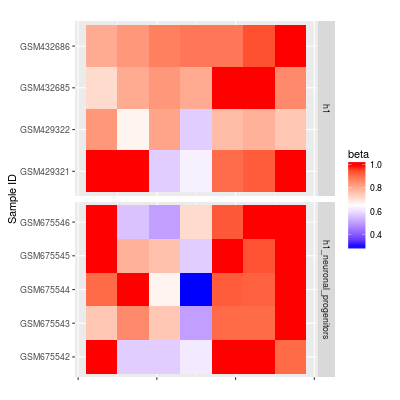 GSM432686
GSM432685
GSM429322
GSM429321
h1
GSM675546
GSM675545
GSM675544
GSM675543
GSM675542
h1_neuronal_progenitors
Sample ID
beta
1.0
0.8
0.6
0.4